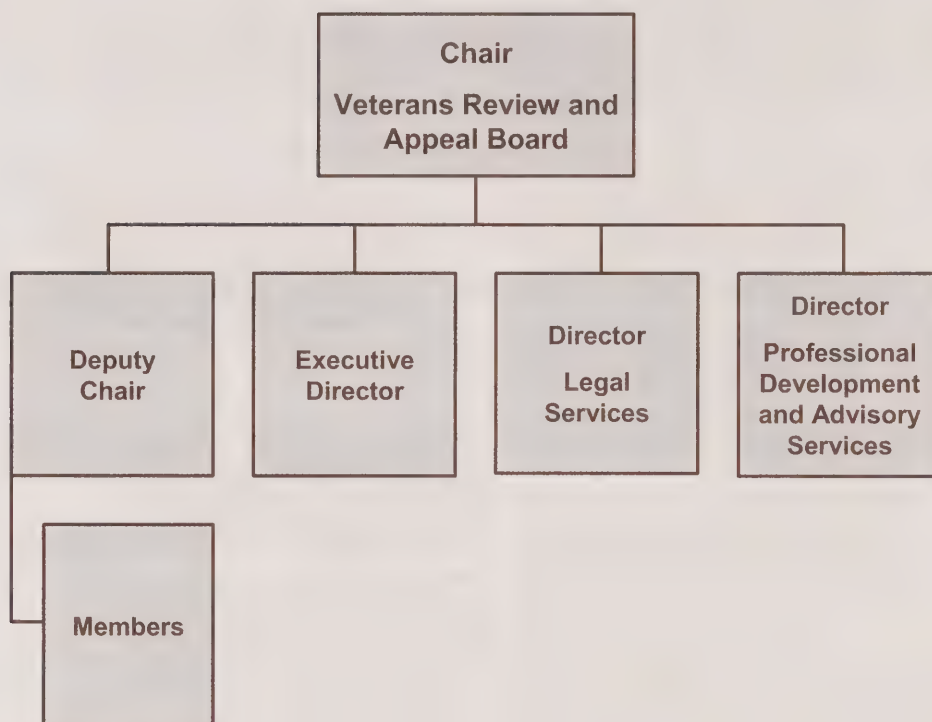 Chair
Veterans Review and
Appeal Board
Deputy
Chair
Executive
Director
Director
Legal
Services
Director
Professional
Development
and Advisory
Services
Members